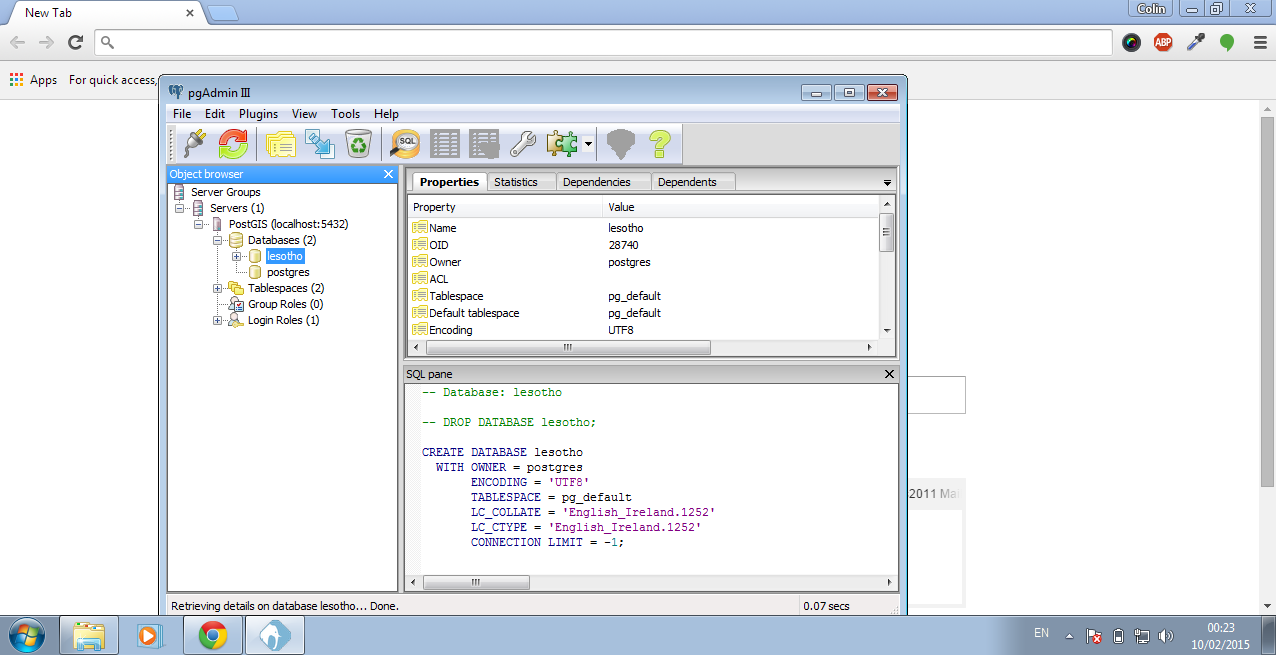 New Tab
Colin
ABP
Apps For quick access,
pgAdmin III
File Edit Plugins View Tools Help
SQL
Object browser
Server Groups
Servers (1)
PostGIS (localhost:5432)
Databases (2)
lesotho
postgres
Tablespaces (2)
Group Roles (0)
Login Roles (1)
Properties Statistics Dependencies Dependents
Property Value
Name lesotho
OID 28740
Owner postgres
ACL
Tablespace pg_default
Default tablespace pg_default
Encoding UTF8
SQL pane
-- Database: lesotho
-- DROP DATABASE lesotho;
CREATE DATABASE lesotho
WITH OWNER = postgres
ENCODING = 'UTF8'
TABLESPACE = pg_default
LC_COLLATE = 'English_Ireland.1252'
LC_CTYPE = 'English_Ireland.1252'
CONNECTION LIMIT = -1;
2011 Mar
Retrieving details on database lesotho... Done. 0.07 secs
EN
00:23
10/02/2015